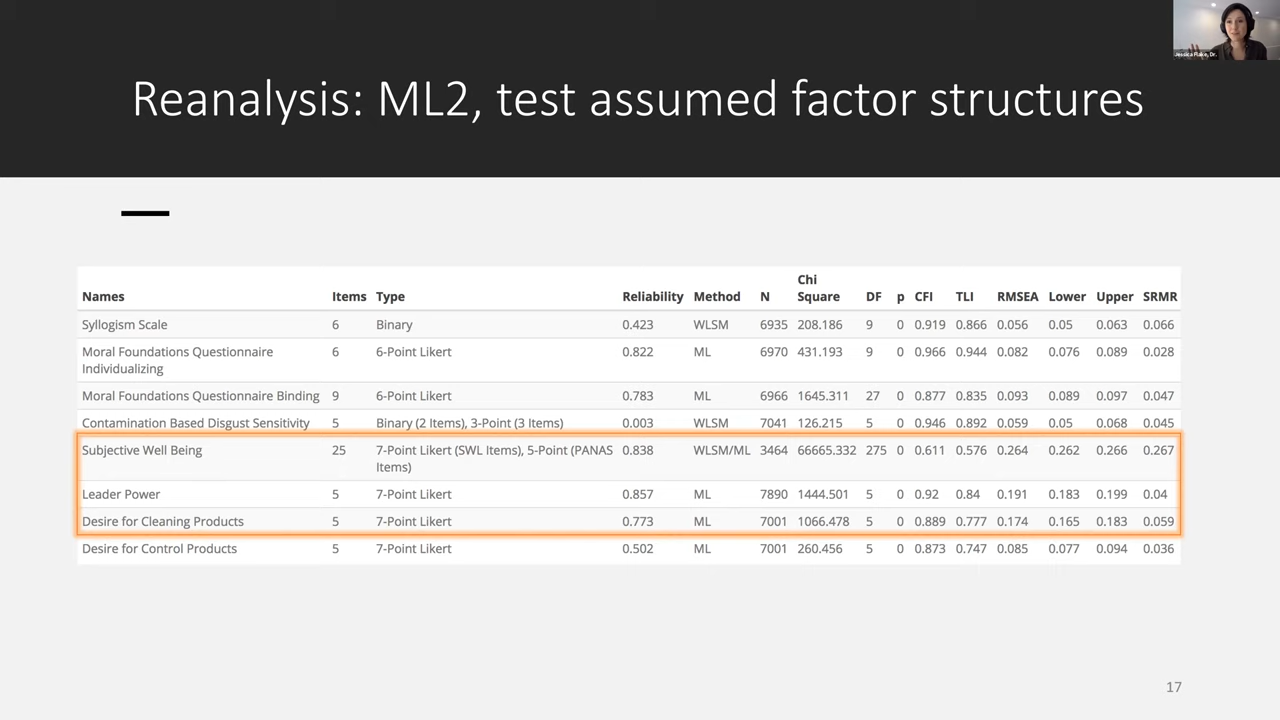 Jessica Flake, Dr.
Reanalysis: ML2, test assumed factor structures
Names Items Type Reliability Method N Chi Square DF p CFI TLI RMSEA Lower Upper SRMR
Syllogism Scale 6 Binary 0.423 WLSM 6935 208.186 9 0 0.919 0.866 0.056 0.05 0.063 0.066
Moral Foundations Questionnaire 6 6-Point Likert 0.822 ML 6970 431.193 9 0 0.966 0.944 0.082 0.076 0.089 0.028
Individualizing
Moral Foundations Questionnaire Binding 9 6-Point Likert 0.783 ML 6966 1645.311 27 0 0.877 0.835 0.093 0.089 0.097 0.047
Contamination Based Disgust Sensitivity 5 Binary (2 Items), 3-Point (3 Items) 0.003 WLSM 7041 126.215 5 0 0.946 0.892 0.059 0.05 0.068 0.045
Subjective Well Being 25 7-Point Likert (SWL Items), 5-Point (PANAS 0.838 WLSM/ML 3464 66665.332 275 0 0.611 0.576 0.264 0.262 0.266 0.267
Items)
Leader Power 5 7-Point Likert 0.857 ML 7890 1444.501 5 0 0.92 0.84 0.191 0.183 0.199 0.04
Desire for Cleaning Products 5 7-Point Likert 0.773 ML 7001 1066.478 5 0 0.889 0.777 0.174 0.165 0.183 0.059
Desire for Control Products 5 7-Point Likert 0.502 ML 7001 260.456 5 0 0.873 0.747 0.085 0.077 0.094 0.036
17